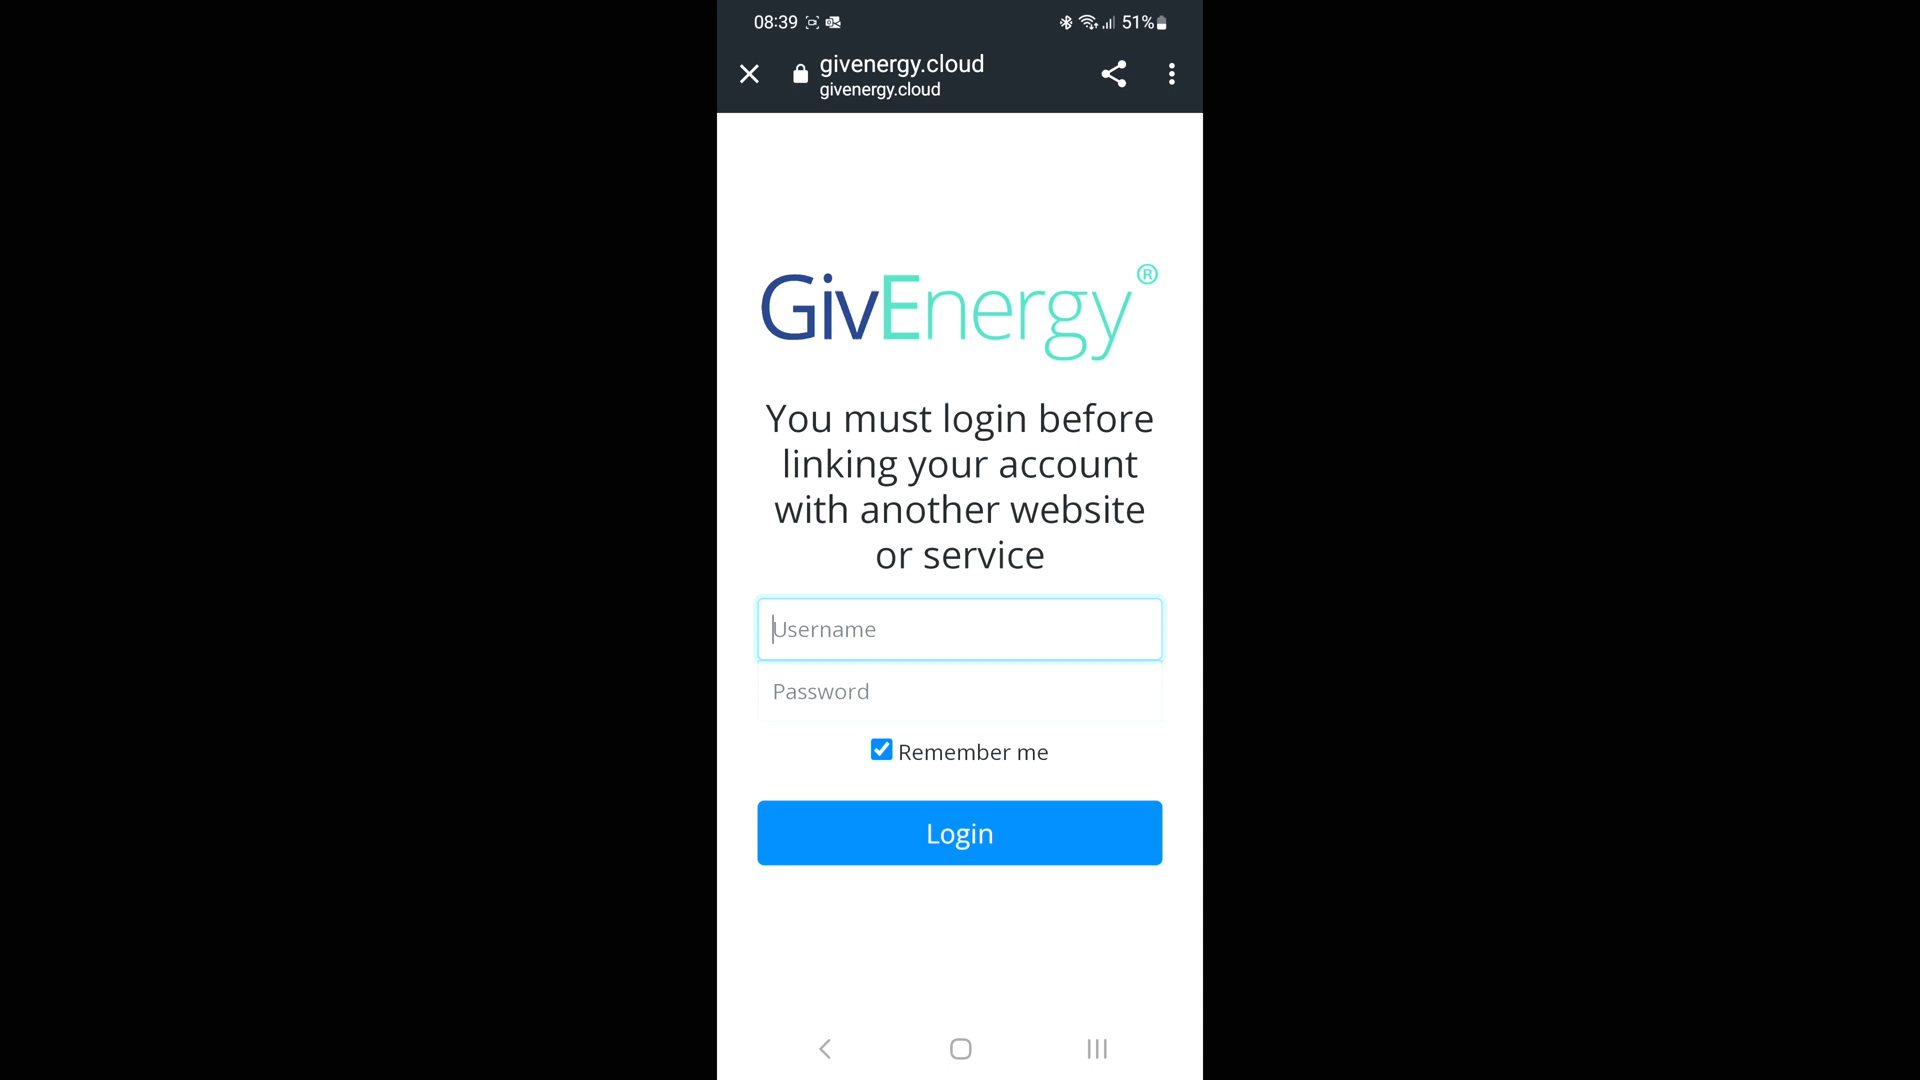 08:39 51%
givenergy.cloud
givenergy.cloud
GivEnergy®
You must login before
linking your account
with another website
or service
Username
Password
Remember me
Login